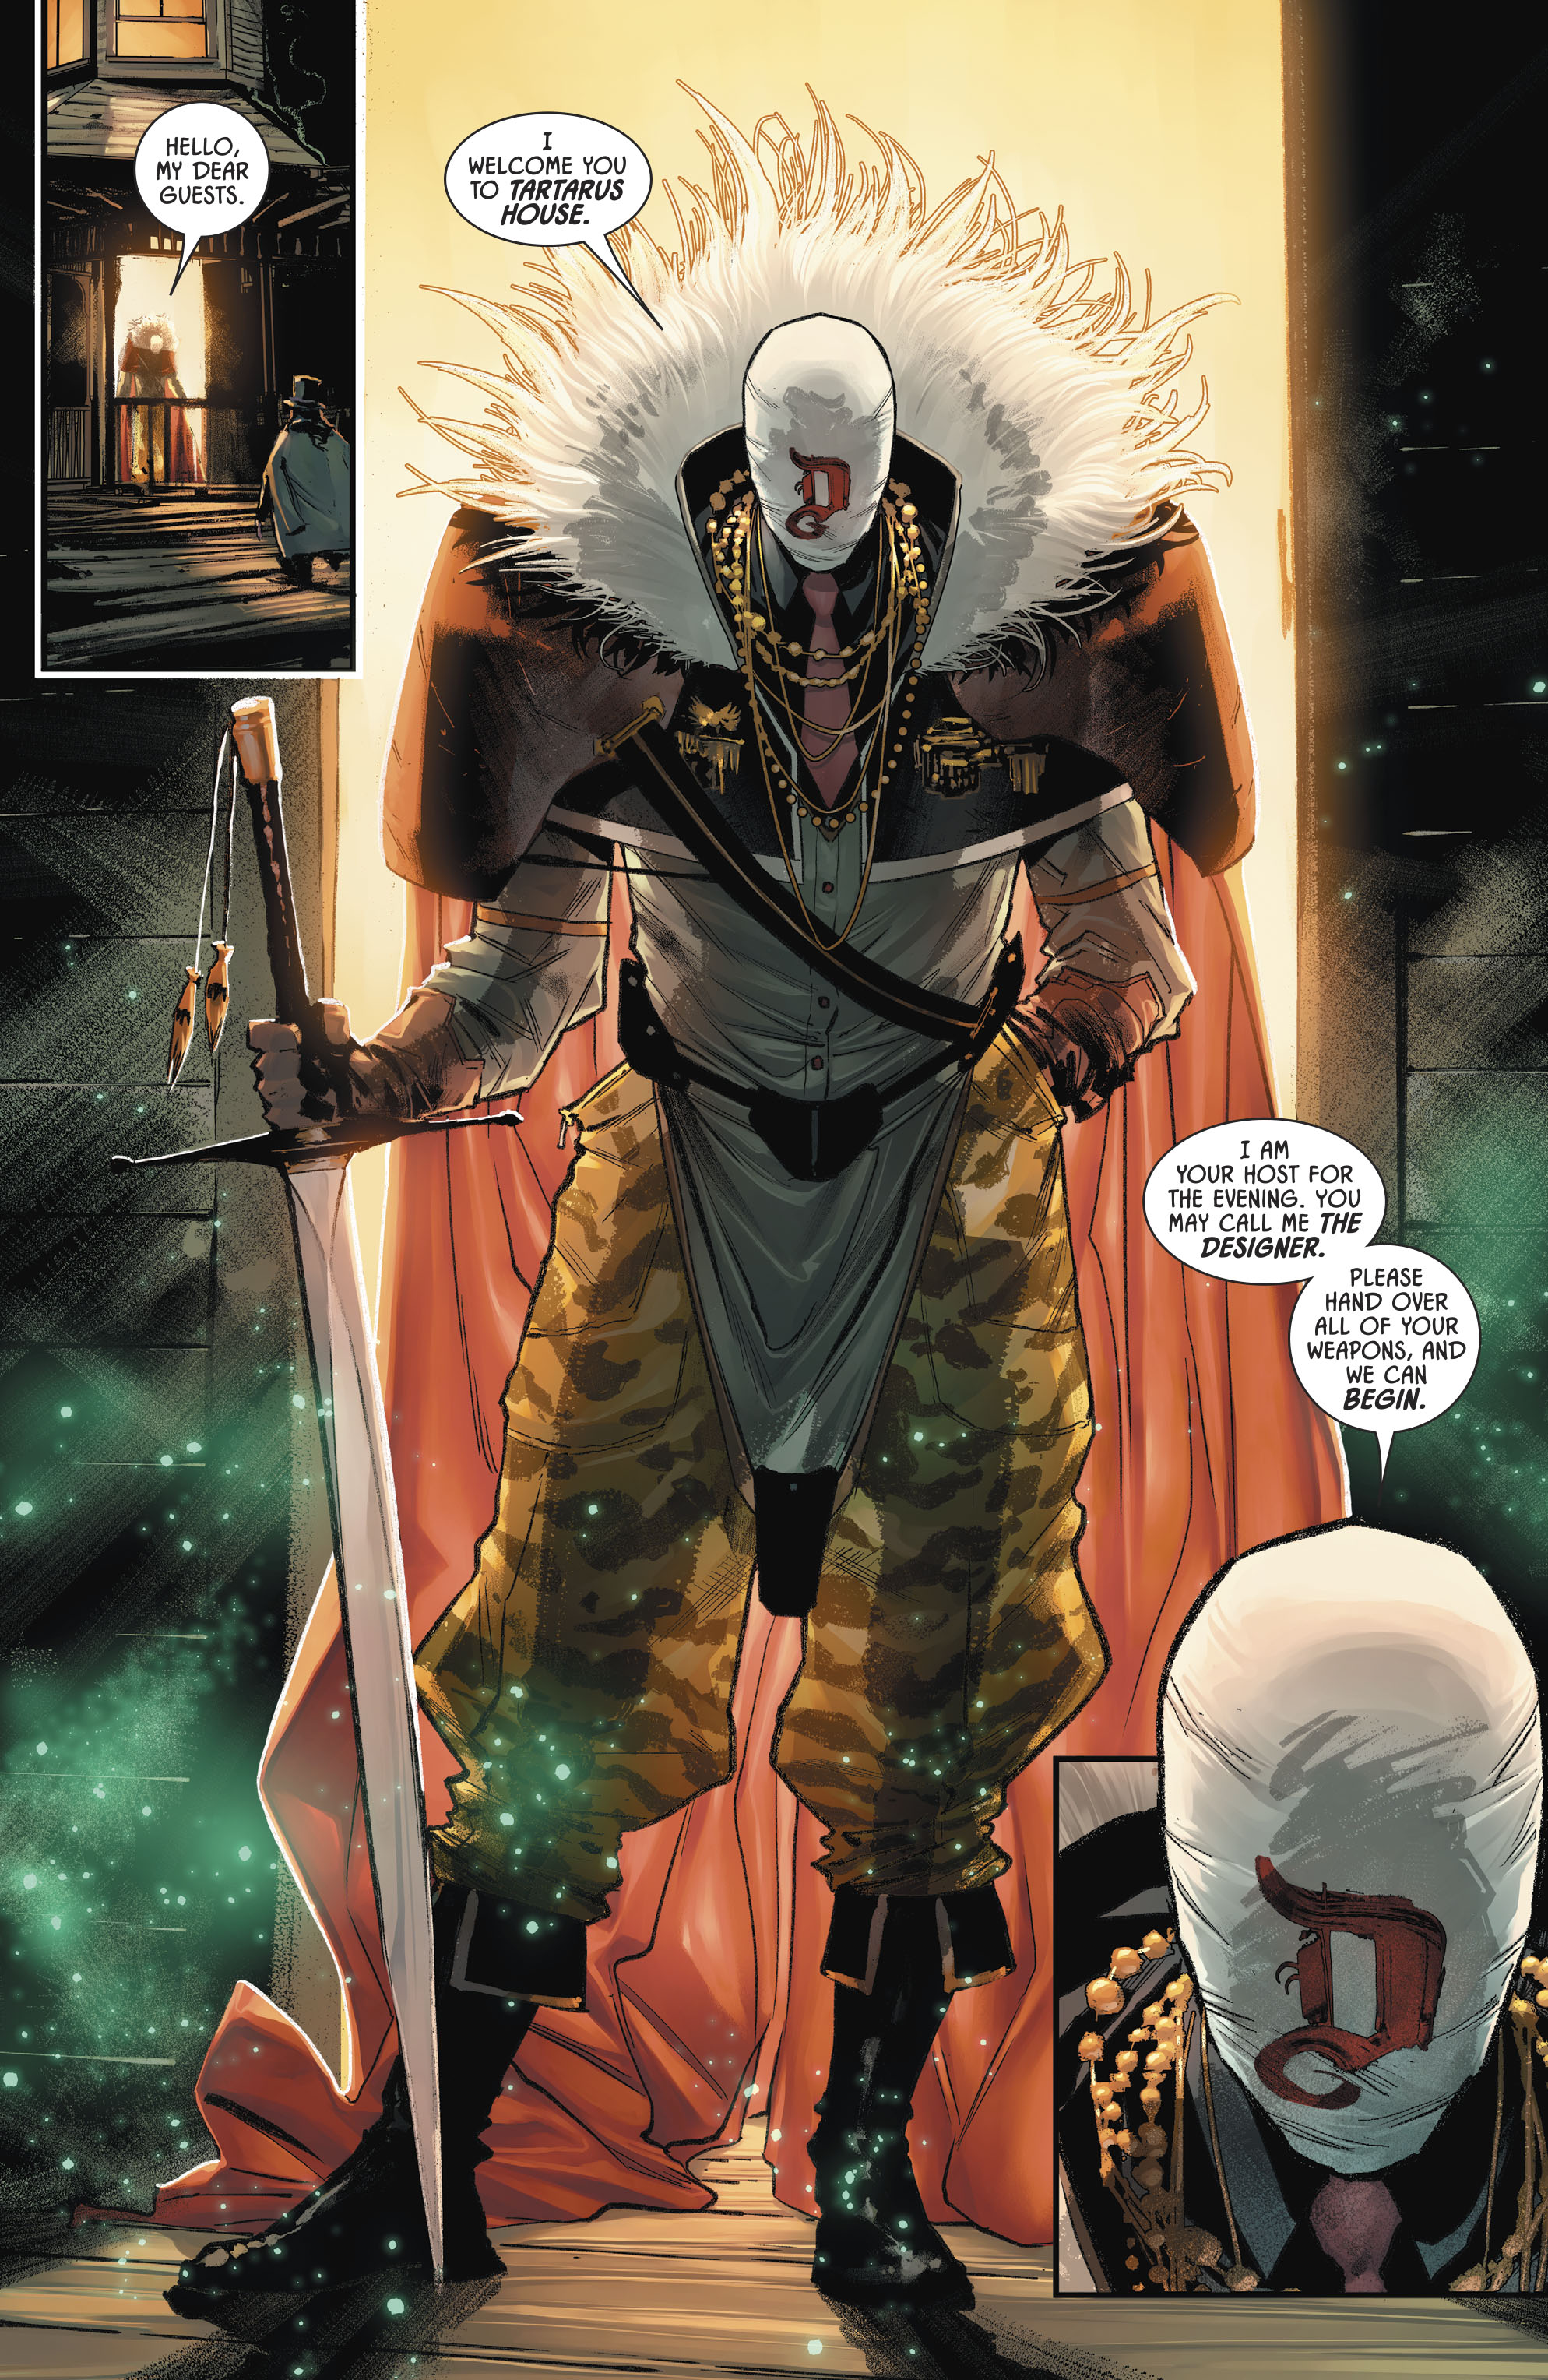 HELLO,
MY DEAR
GUESTS.
I
WELCOME YOU
TO TARTARUS
HOUSE.
D
I AM
YOUR HOST FOR
THE EVENING. YOU
MAY CALL ME THE
DESIGNER.
PLEASE
HAND OVER
ALL OF YOUR
WEAPONS, AND
WE CAN
BEGIN.
D